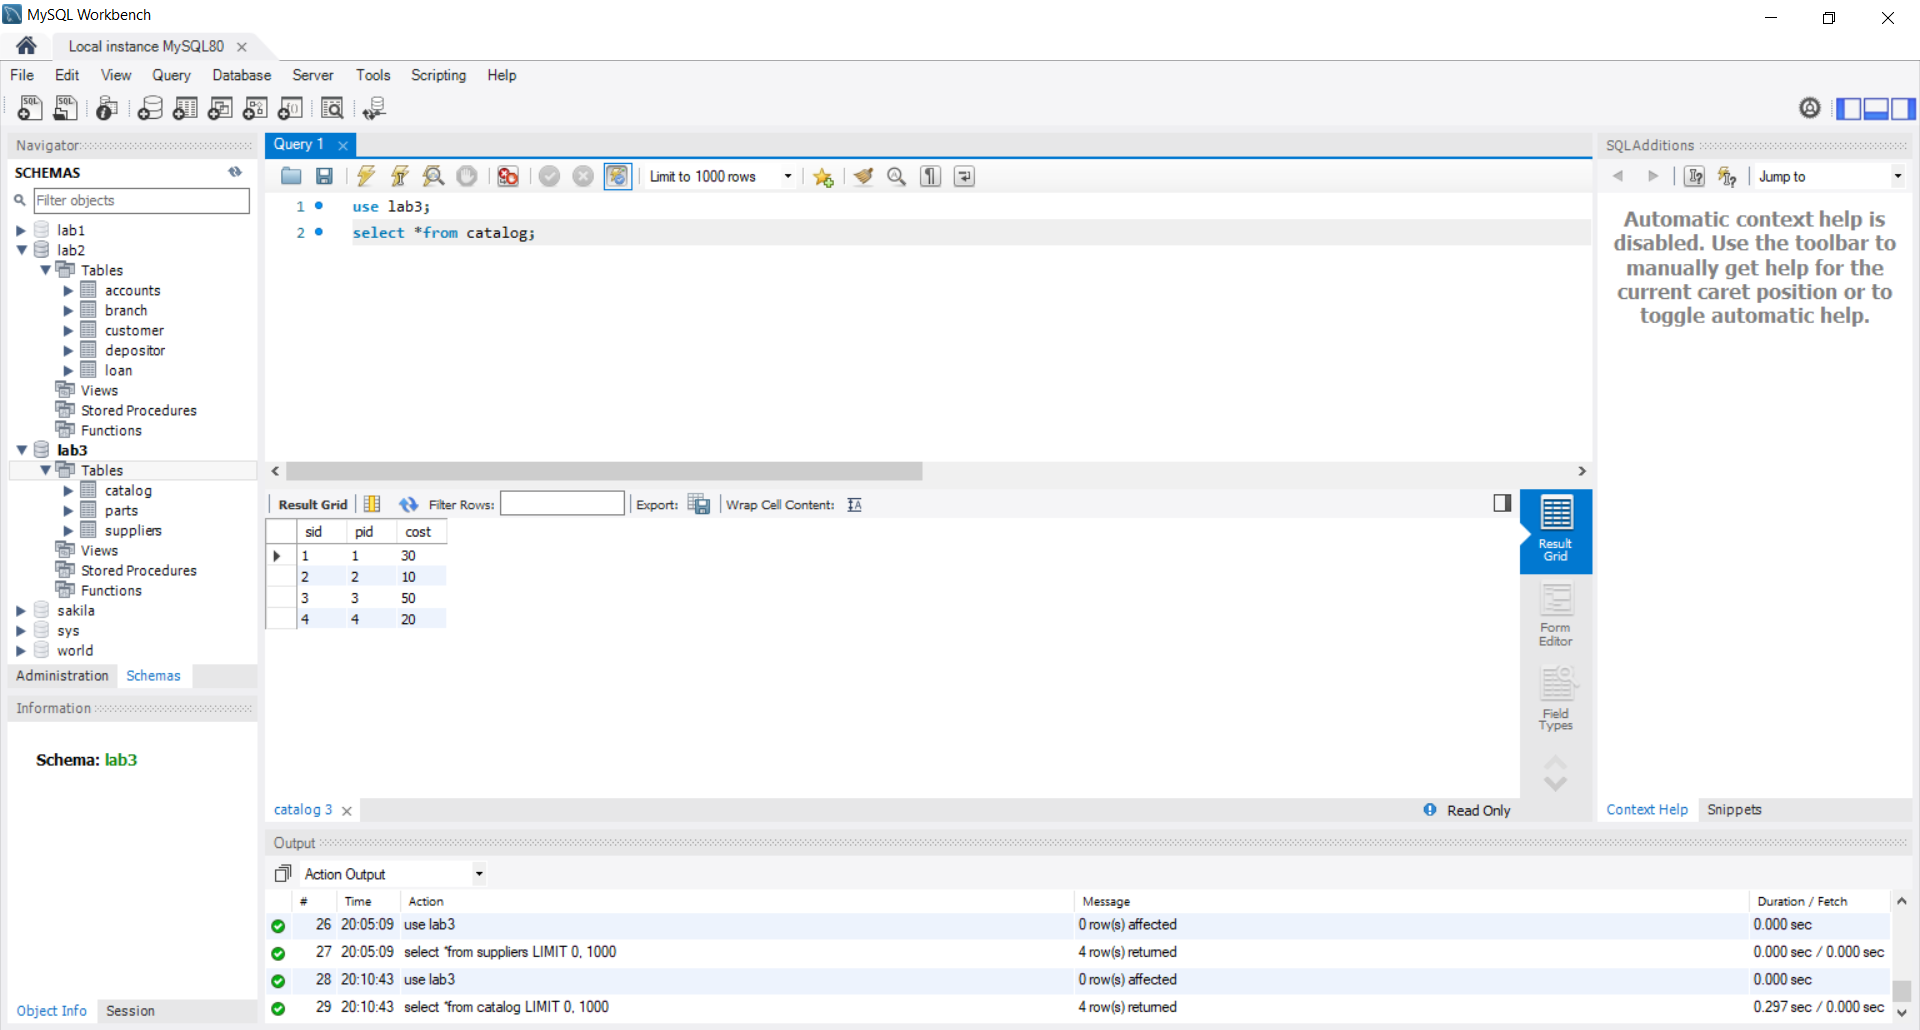 MySQL Workbench
Local instance MySQL80
File Edit View Query Database Server Tools Scripting Help
Navigator
SCHEMAS
Filter objects
lab1
lab2
Tables
accounts
branch
customer
depositor
loan
Views
Stored Procedures
Functions
lab3
Tables
catalog
parts
suppliers
Views
Stored Procedures
Functions
sakila
sys
world
Administration Schemas
Information
Schema: lab3
Object Info Session
Query 1
Limit to 1000 rows
1 use lab3;
2 select *from catalog;
Result Grid Filter Rows: Export: Wrap Cell Content:
sid pid cost
1 1 30
2 2 10
3 3 50
4 4 20
Result Grid
Form Editor
Field Types
catalog 3
Read Only
Output
Action Output
# Time Action Message Duration / Fetch
26 20:05:09 use lab3 0 row(s) affected 0.000 sec
27 20:05:09 select *from suppliers LIMIT 0, 1000 4 row(s) returned 0.000 sec / 0.000 sec
28 20:10:43 use lab3 0 row(s) affected 0.000 sec
29 20:10:43 select *from catalog LIMIT 0, 1000 4 row(s) returned 0.297 sec / 0.000 sec
SQLAdditions
Jump to
Automatic context help is
disabled. Use the toolbar to
manually get help for the
current caret position or to
toggle automatic help.
Context Help Snippets